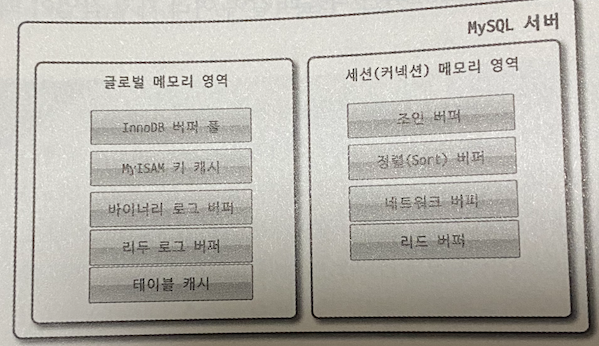 MySQL 서버
글로벌 메모리 영역
InnoDB 버퍼 풀
MyISAM 키 캐시
바이너리 로그 버퍼
리두 로그 버퍼
테이블 캐시
세션(커넥션) 메모리 영역
조인 버퍼
정렬(Sort) 버퍼
네트워크 버퍼
리드 버퍼